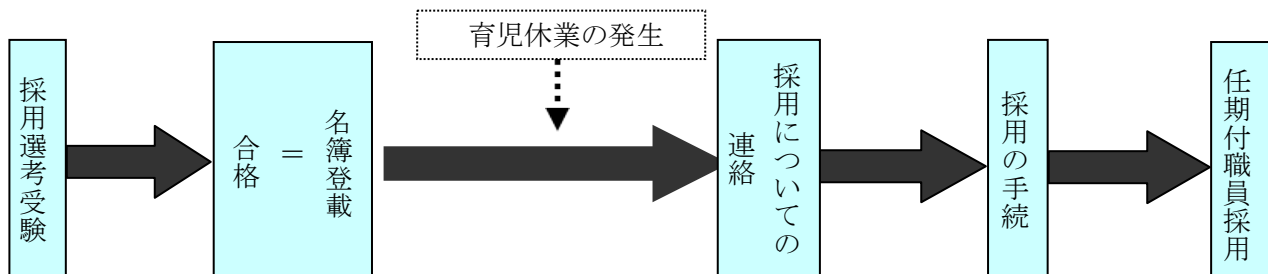 育児休業の発生
採用選考受験
名簿登載
＝
合格
採用についての
連絡
採用の手続
任期付職員採用